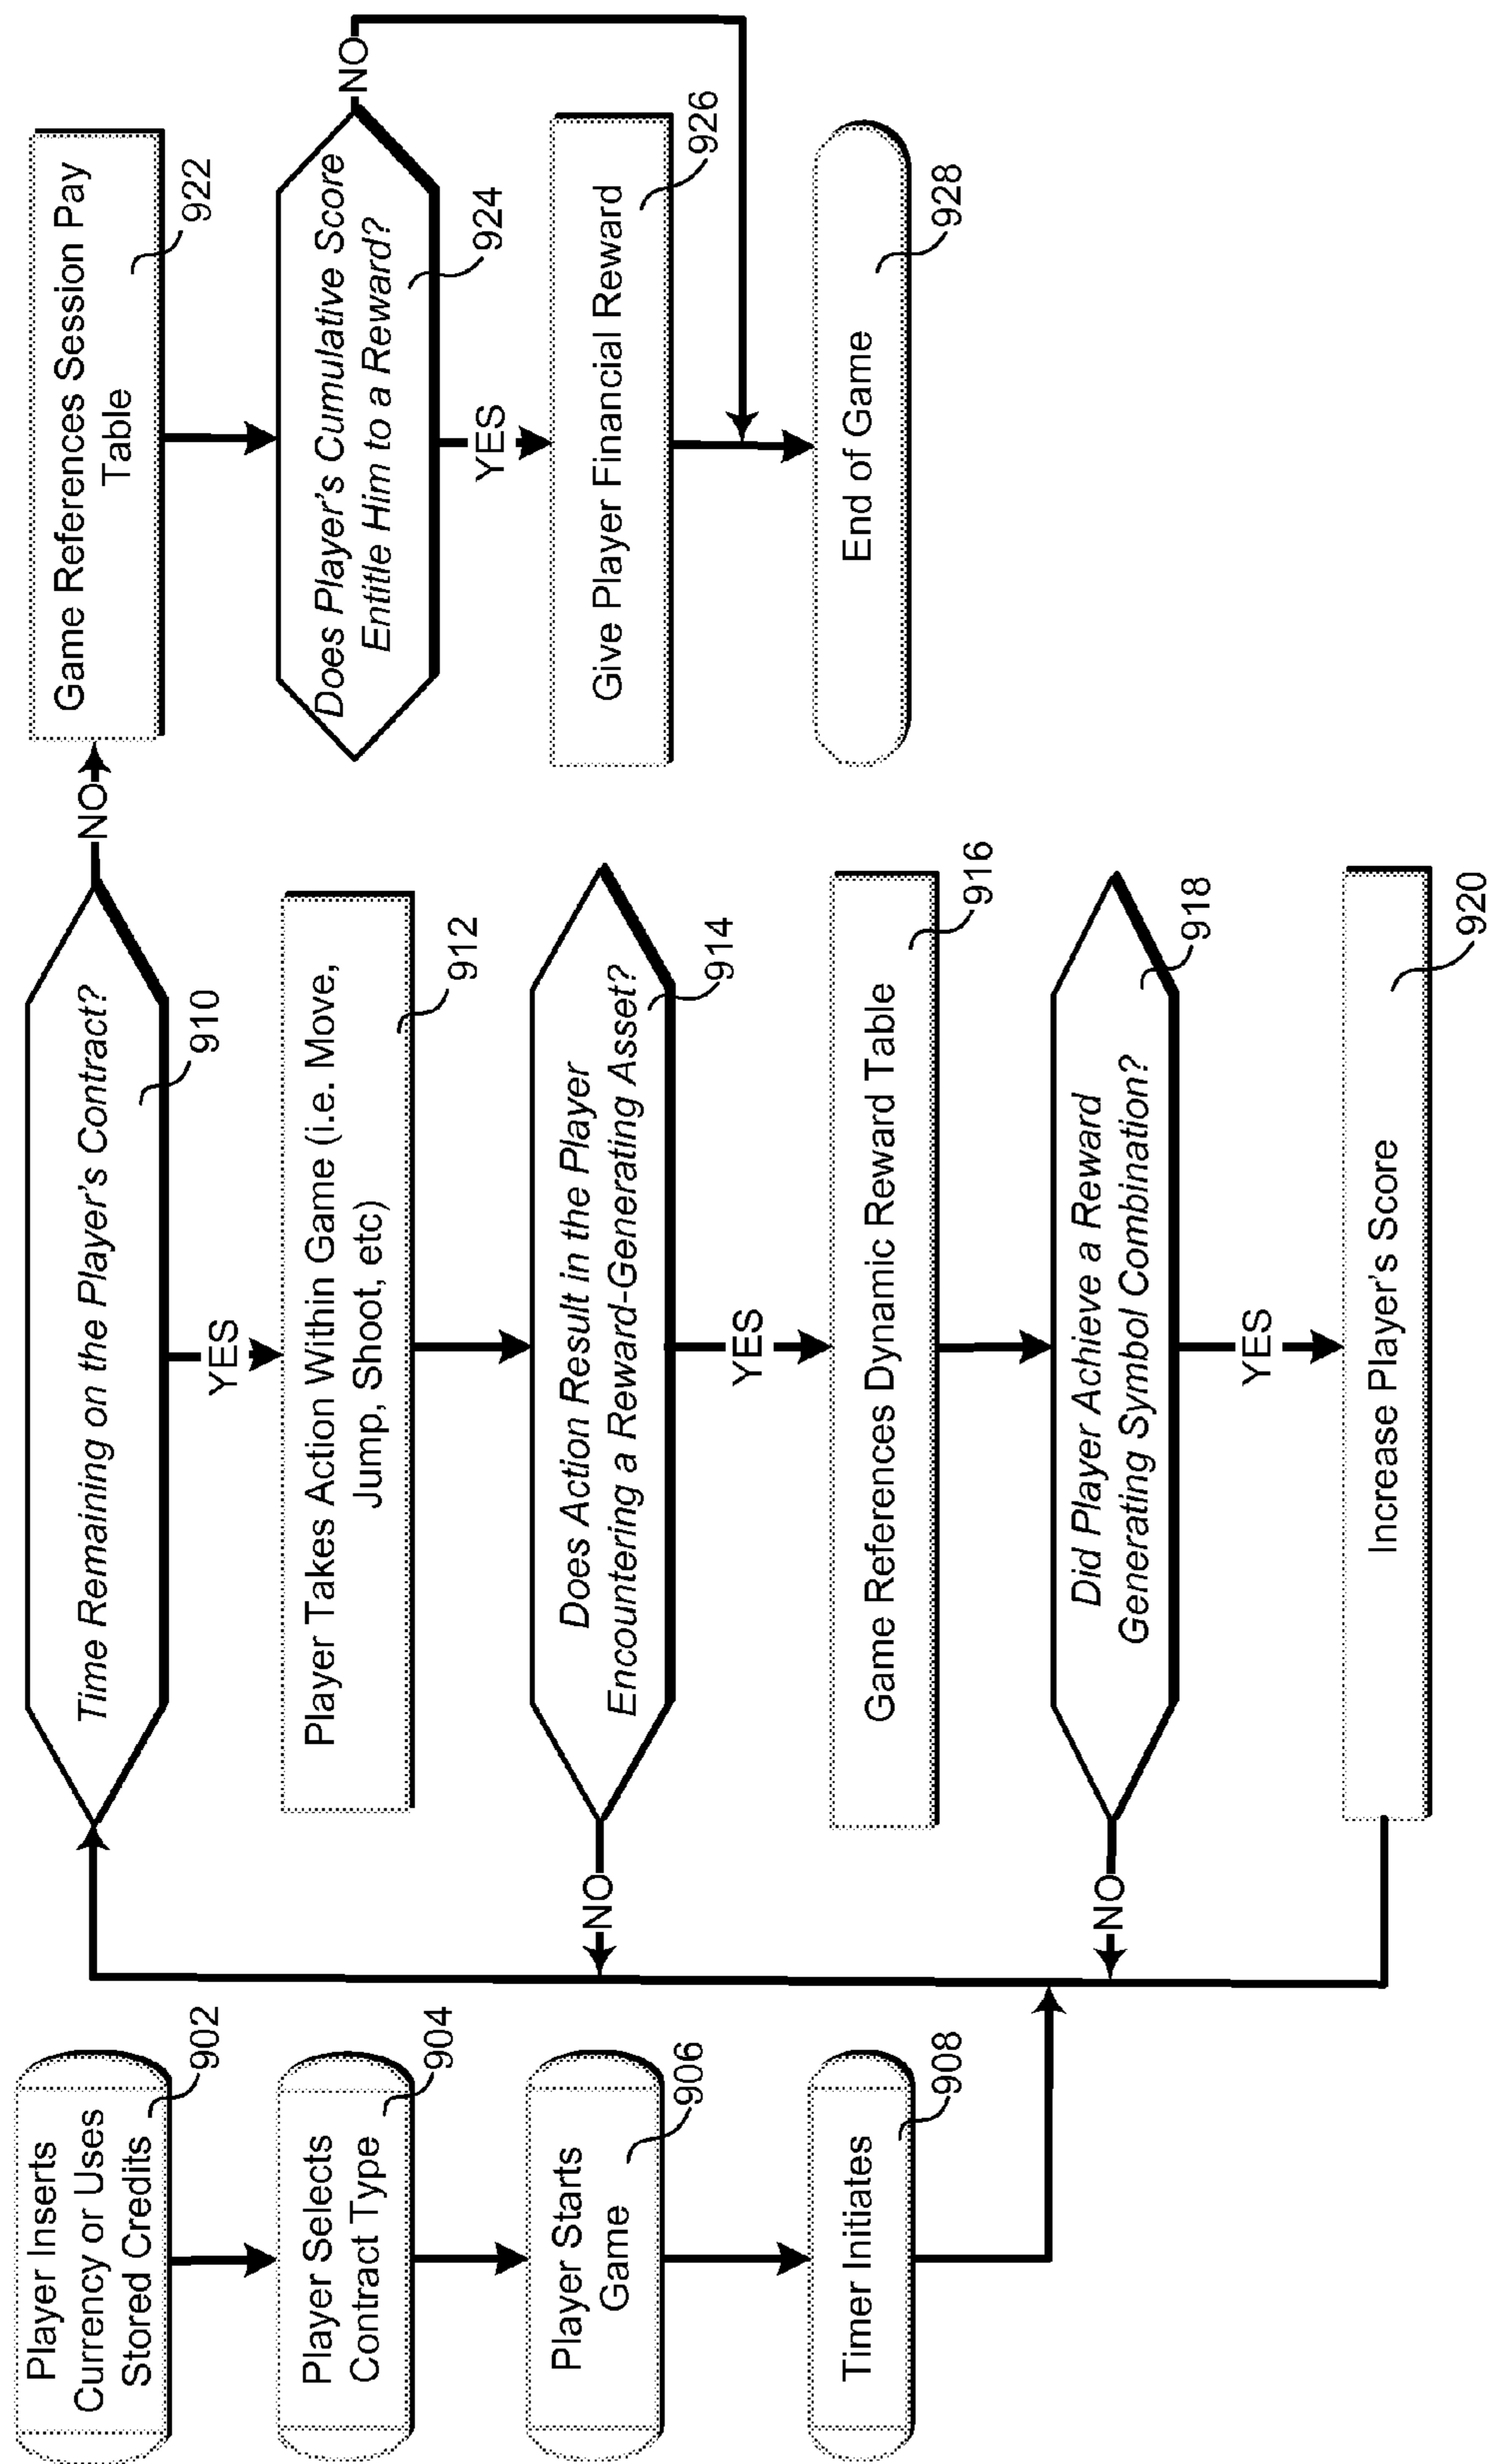 Player Inserts
Currency or Uses
Stored Credits
902
Player Selects
Contract Type
904
Player Starts
Game
906
Timer Initiates
908
Time Remaining on the Player's Contract?
910
NO
YES
Player Takes Action Within Game (i.e. Move,
Jump, Shoot, etc)
912
Does Action Result in the Player
Encountering a Reward-Generating Asset?
914
NO
YES
Game References Dynamic Reward Table
916
Did Player Achieve a Reward
Generating Symbol Combination?
918
NO
YES
Increase Player's Score
920
Game References Session Pay
Table
922
Does Player's Cumulative Score
Entitle Him to a Reward?
924
NO
YES
Give Player Financial Reward
926
End of Game
928